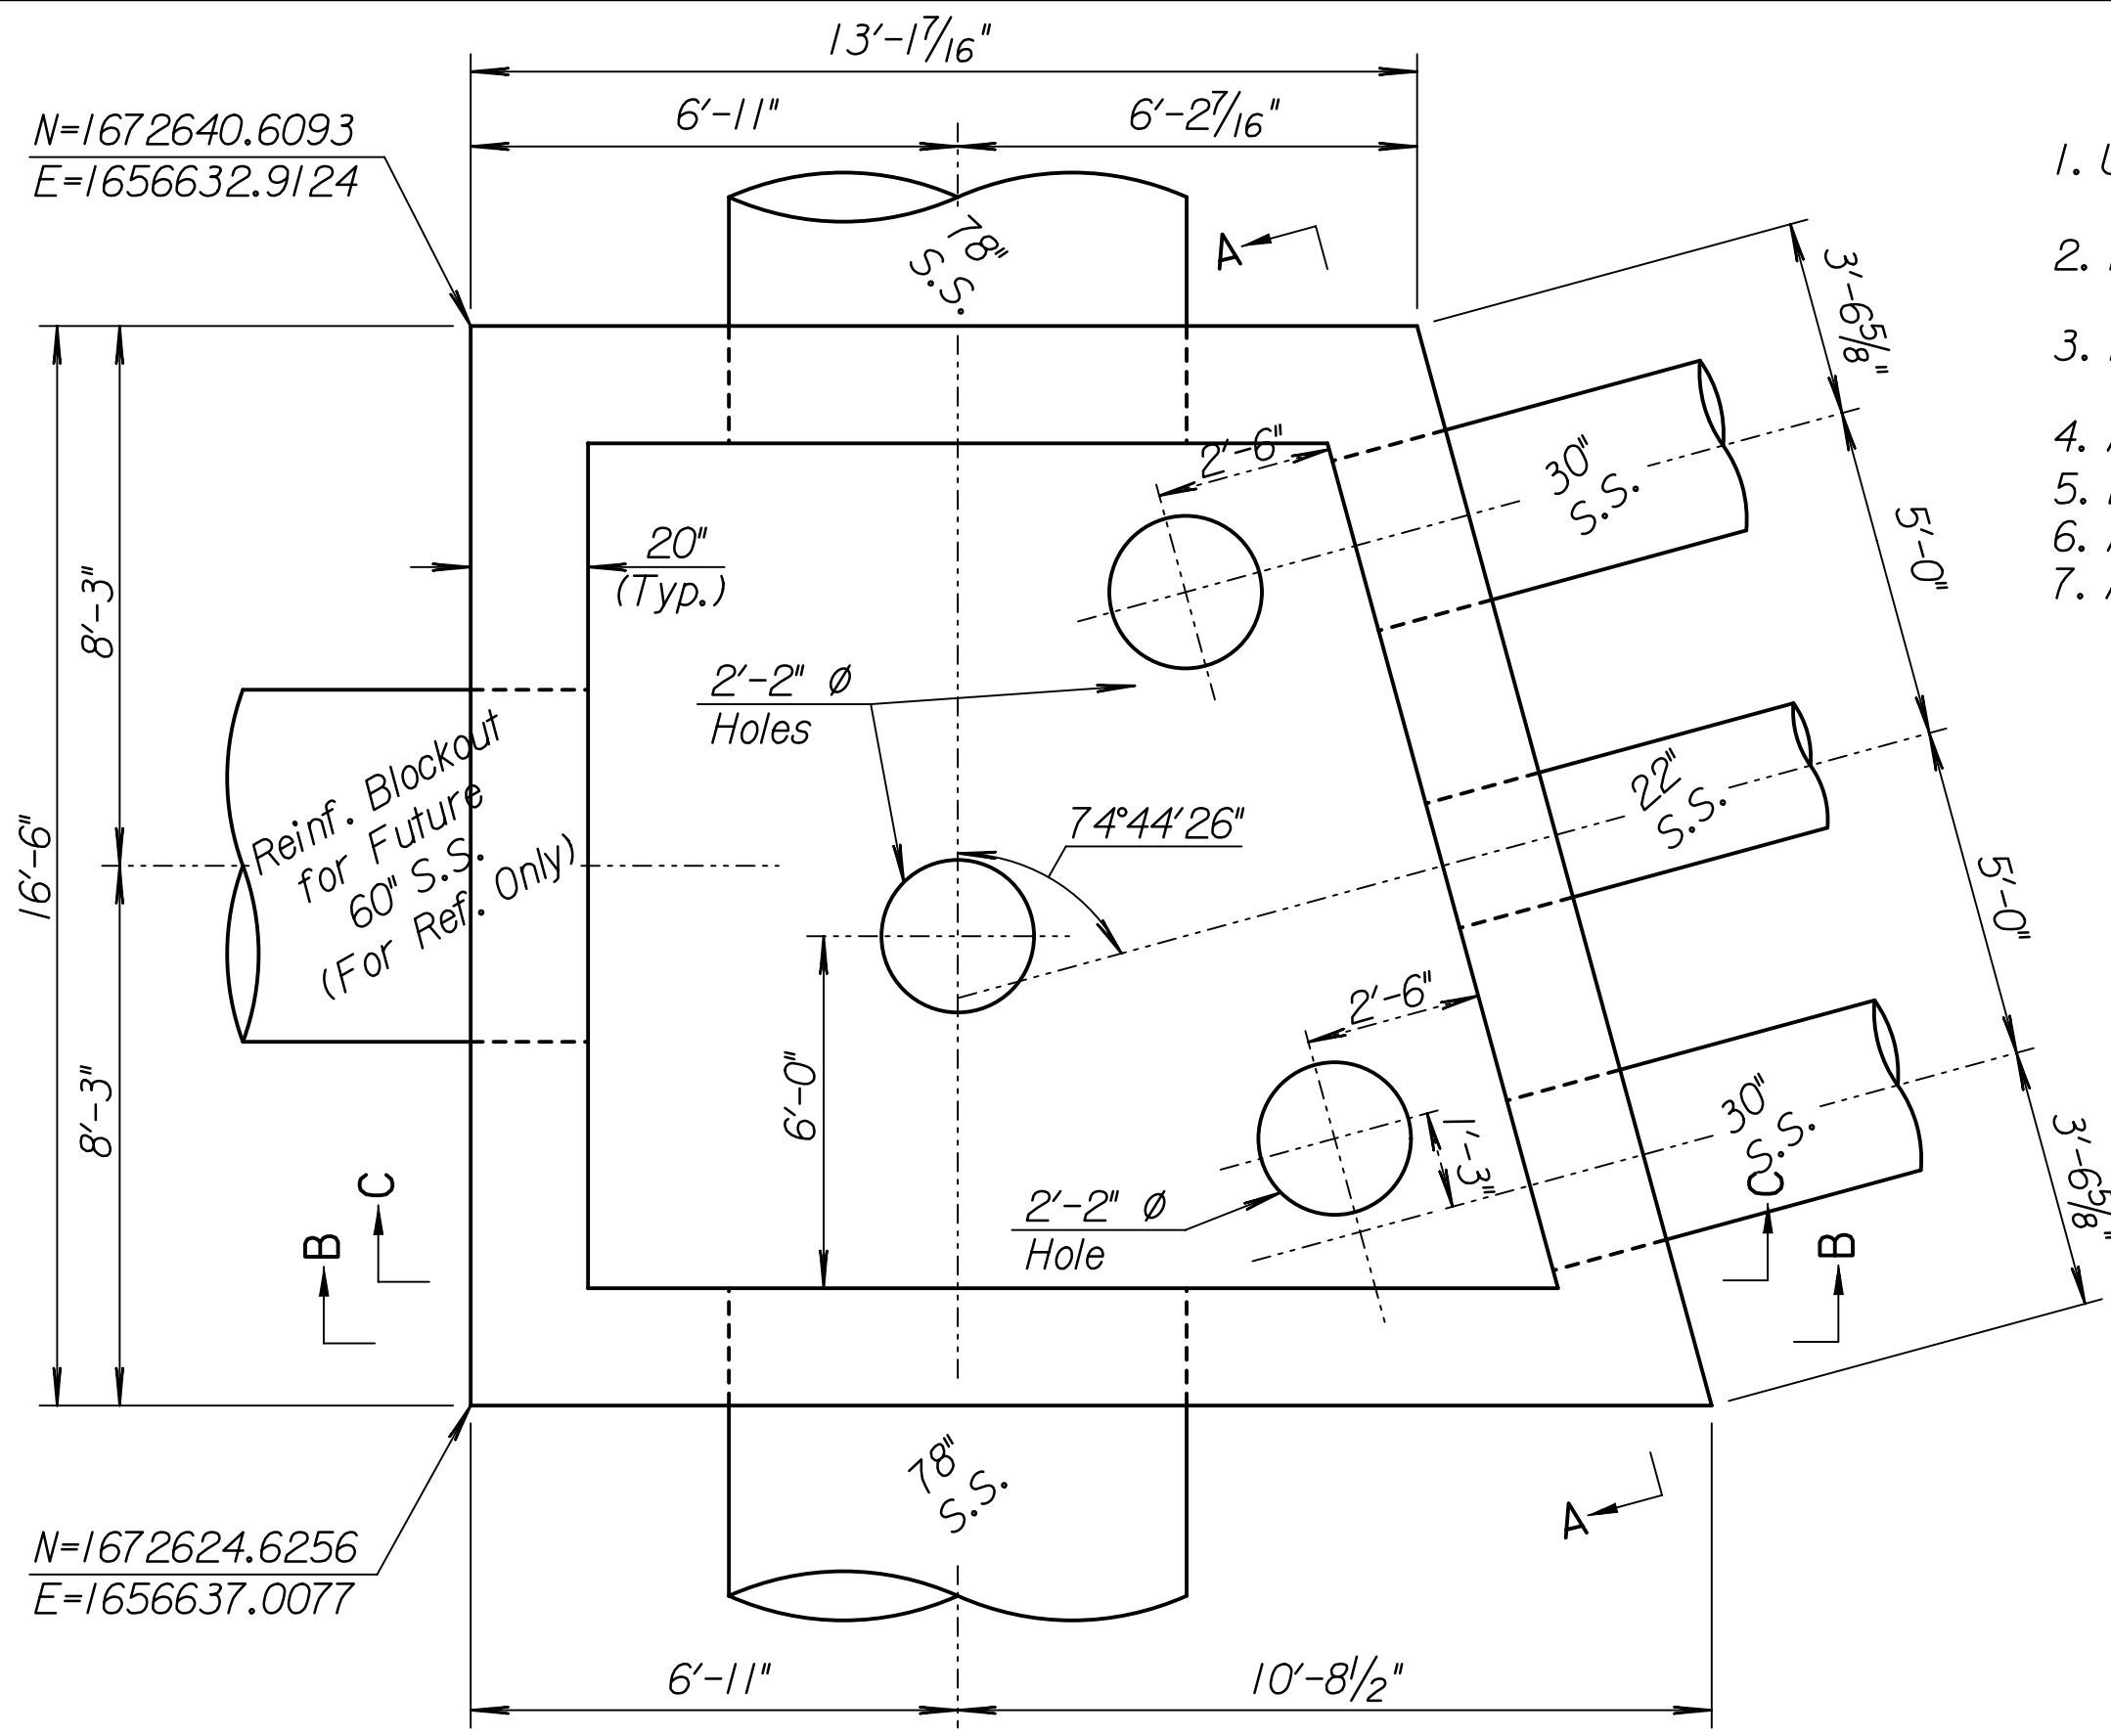 13'-1 7/16"
6'-11"
6'-2 7/16"
N=1672640.6093
E=1656632.9124
78"
S.S.
A
3'-6 5/8"
1.
2.
3.
4.
5.
6.
7.
2'-6"
30"
S.S.
5'-0"
20"
(Typ.)
8'-3"
2'-2" Ø
Holes
Reinf. Blockout
for Future
60" S.S.
(For Ref. Only)
74°44'26"
22"
S.S.
16'-6"
5'-0"
2'-6"
6'-0"
8'-3"
30"
S.S.
1'-3"
3'-6 5/8"
C
B
2'-2" Ø
Hole
C
B
78"
S.S.
A
N=1672624.6256
E=1656637.0077
6'-11"
10'-8 1/2"